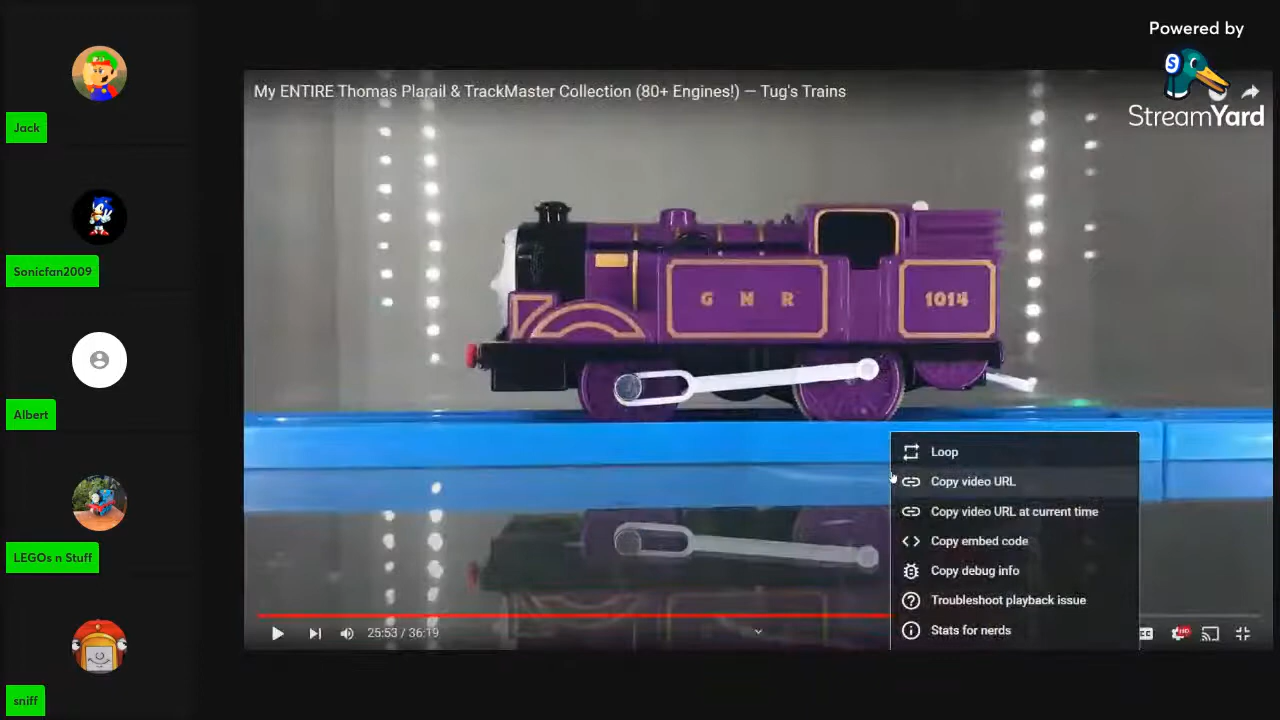 Powered by
StreamYard
My ENTIRE Thomas Plarail & TrackMaster Collection (80+ Engines!) — Tug's Trains
Jack
Sonicfan2009
Albert
LEGOs n Stuff
sniff
G N R
1014
Loop
Copy video URL
Copy video URL at current time
Copy embed code
Copy debug info
Troubleshoot playback issue
Stats for nerds
25:53 / 36:19
CC
HD